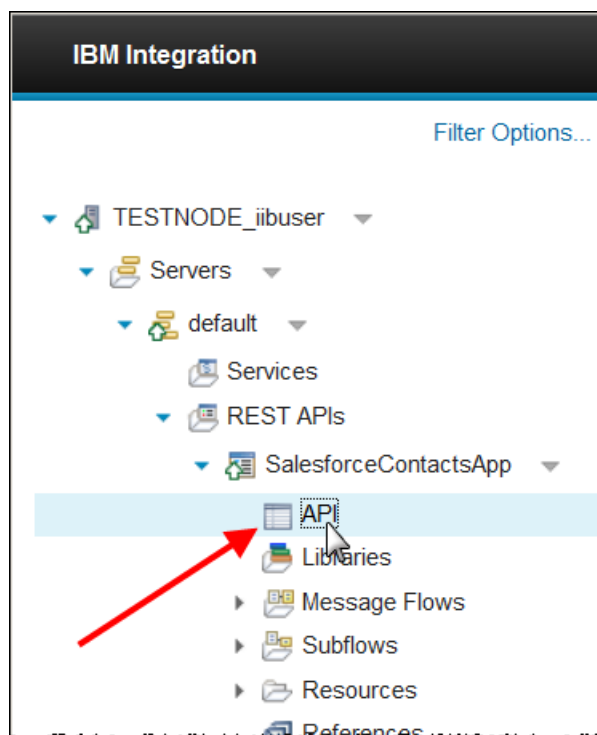 IBM Integration
Filter Options...
TESTNODE_iibuser
Servers
default
Services
REST APIs
SalesforceContactsApp
API
Libraries
Message Flows
Subflows
Resources
References